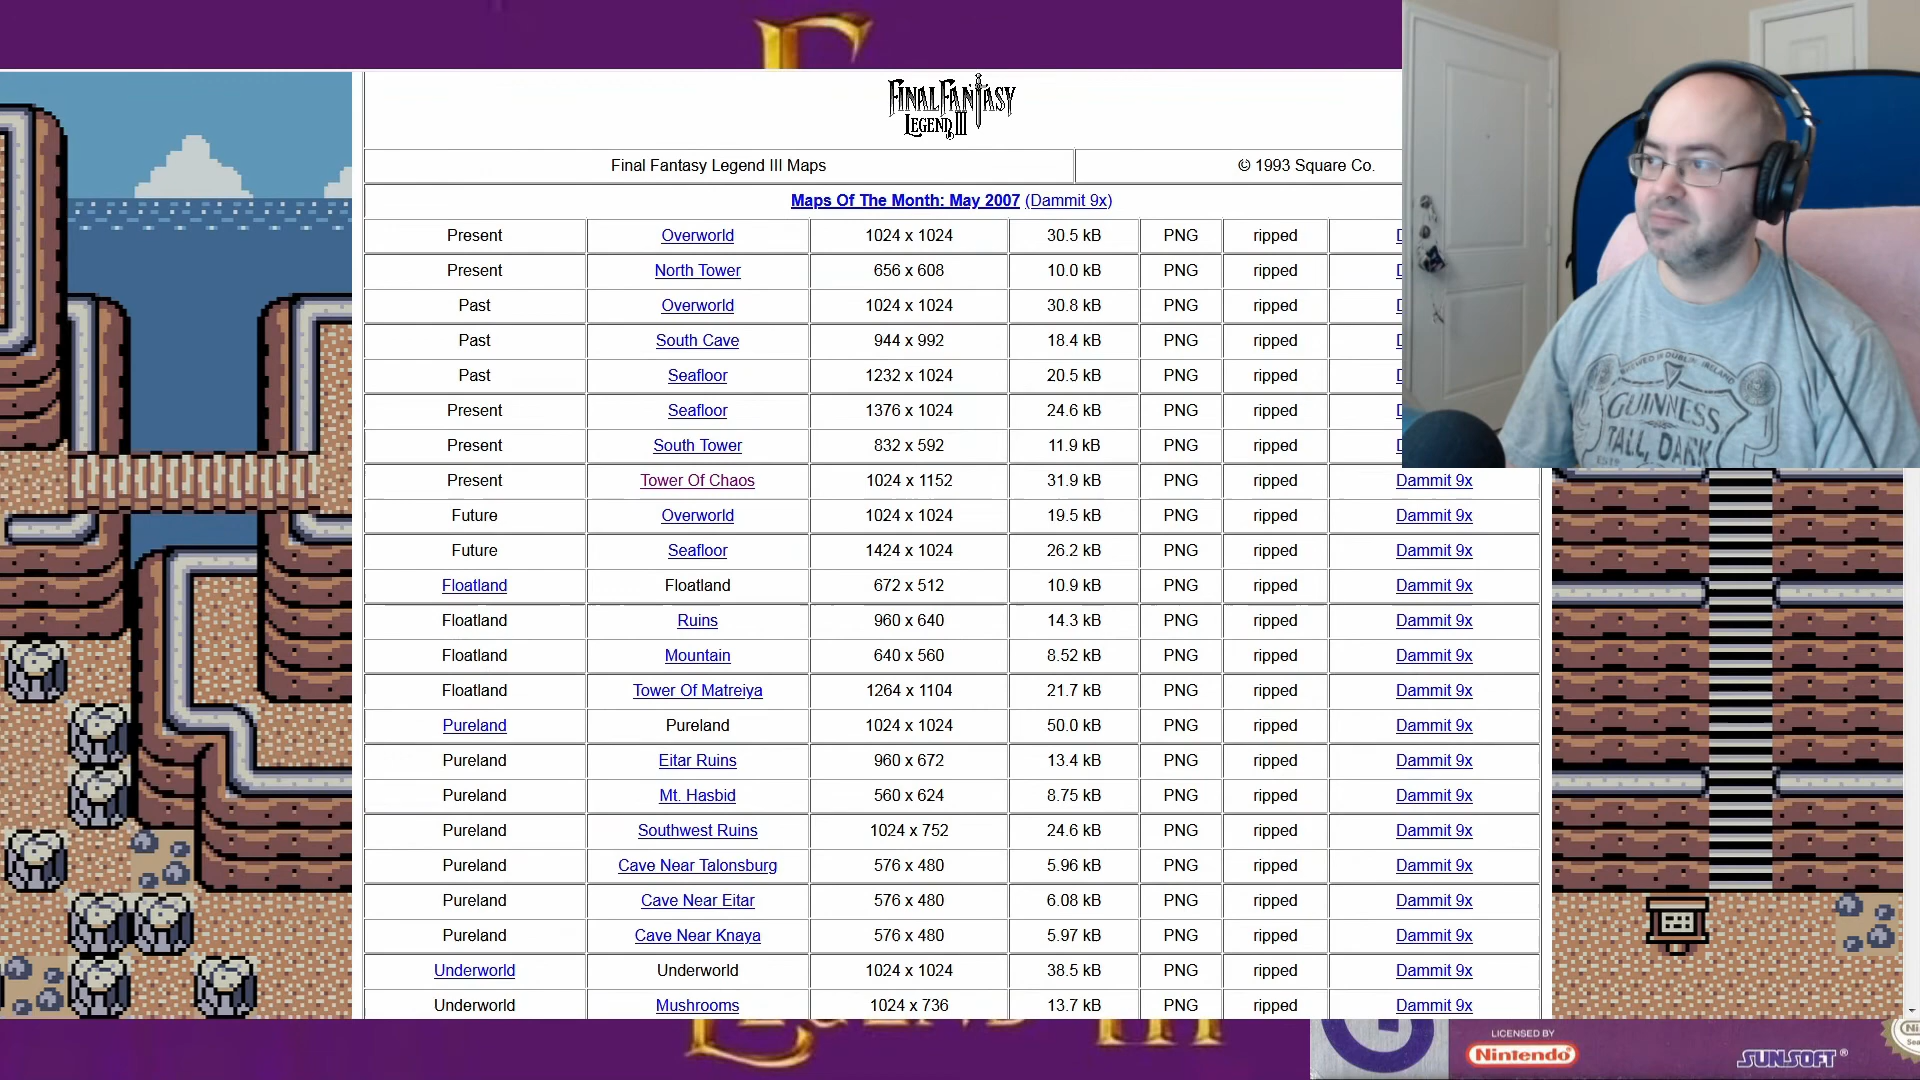 FINAL FANTASY
LEGEND III
Final Fantasy Legend III Maps © 1993 Square Co.
Maps Of The Month: May 2007 (Dammit 9x)
Present Overworld 1024 x 1024 30.5 kB PNG ripped
Present North Tower 656 x 608 10.0 kB PNG ripped
Past Overworld 1024 x 1024 30.8 kB PNG ripped
Past South Cave 944 x 992 18.4 kB PNG ripped
Past Seafloor 1232 x 1024 20.5 kB PNG ripped
Present Seafloor 1376 x 1024 24.6 kB PNG ripped
Present South Tower 832 x 592 11.9 kB PNG ripped
Present Tower Of Chaos 1024 x 1152 31.9 kB PNG ripped Dammit 9x
Future Overworld 1024 x 1024 19.5 kB PNG ripped Dammit 9x
Future Seafloor 1424 x 1024 26.2 kB PNG ripped Dammit 9x
Floatland Floatland 672 x 512 10.9 kB PNG ripped Dammit 9x
Floatland Ruins 960 x 640 14.3 kB PNG ripped Dammit 9x
Floatland Mountain 640 x 560 8.52 kB PNG ripped Dammit 9x
Floatland Tower Of Matreiya 1264 x 1104 21.7 kB PNG ripped Dammit 9x
Pureland Pureland 1024 x 1024 50.0 kB PNG ripped Dammit 9x
Pureland Eitar Ruins 960 x 672 13.4 kB PNG ripped Dammit 9x
Pureland Mt. Hasbid 560 x 624 8.75 kB PNG ripped Dammit 9x
Pureland Southwest Ruins 1024 x 752 24.6 kB PNG ripped Dammit 9x
Pureland Cave Near Talonsburg 576 x 480 5.96 kB PNG ripped Dammit 9x
Pureland Cave Near Eitar 576 x 480 6.08 kB PNG ripped Dammit 9x
Pureland Cave Near Knaya 576 x 480 5.97 kB PNG ripped Dammit 9x
Underworld Underworld 1024 x 1024 38.5 kB PNG ripped Dammit 9x
Underworld Mushrooms 1024 x 736 13.7 kB PNG ripped Dammit 9x
GUINNESS
TALL, DARK
LEGEND III
LICENSED BY
Nintendo
SUNSOFT®